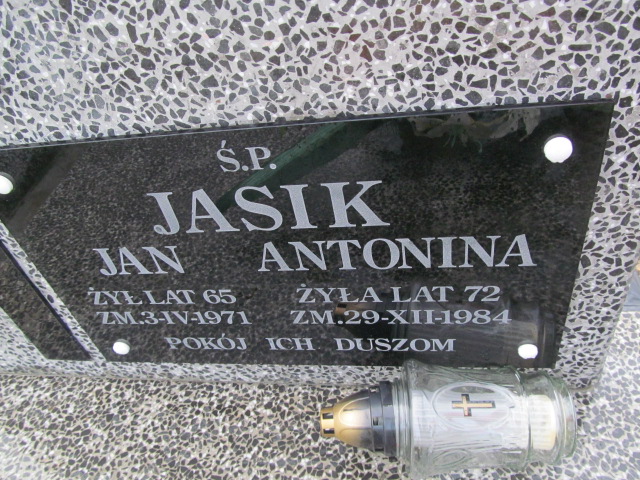 Ś.P.
JASIK
JAN ANTONINA
ŻYŁ LAT 65 ŻYŁA LAT 72
ZM.3-IV-1971 ZM.29-XII-1984
POKÓJ ICH DUSZOM